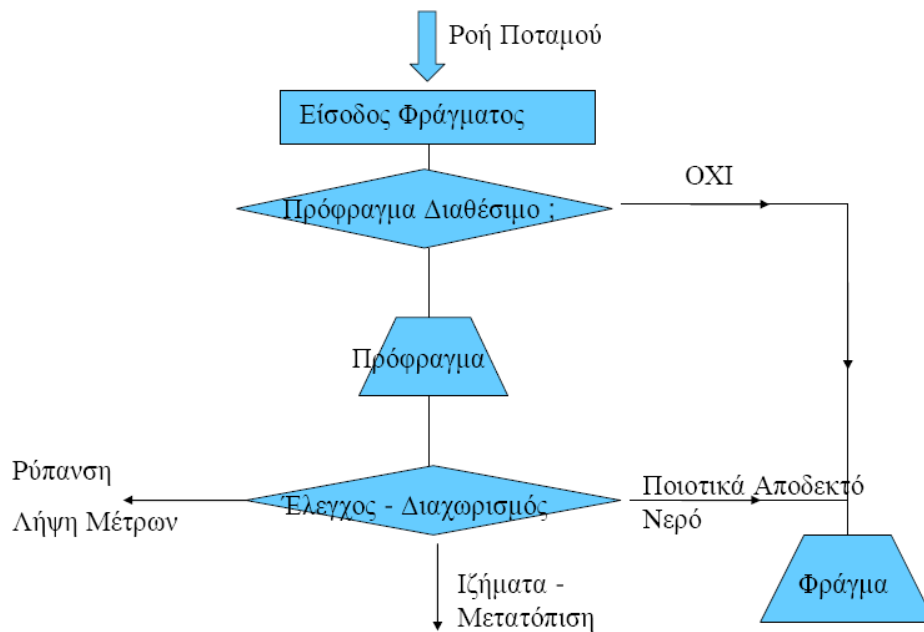 Ροή Ποταμού
Είσοδος Φράγματος
ΟΧΙ
Πρόφραγμα Διαθέσιμο ;
Πρόφραγμα
Ρύπανση
Λήψη Μέτρων
Έλεγχος - Διαχωρισμός
Ποιοτικά Αποδεκτό
Νερό
Ιζήματα -
Μετατόπιση
Φράγμα